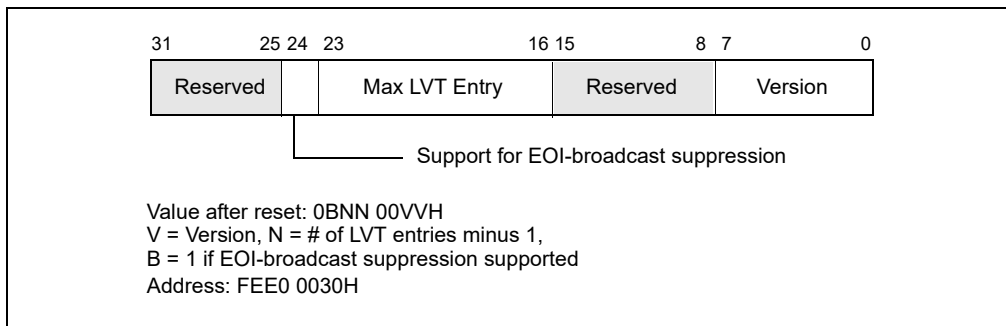 31 25 24 23 16 15 8 7 0
Reserved Max LVT Entry Reserved Version
Support for EOI-broadcast suppression
Value after reset: 0BNN 00VVH
V = Version, N = # of LVT entries minus 1,
B = 1 if EOI-broadcast suppression supported
Address: FEE0 0030H